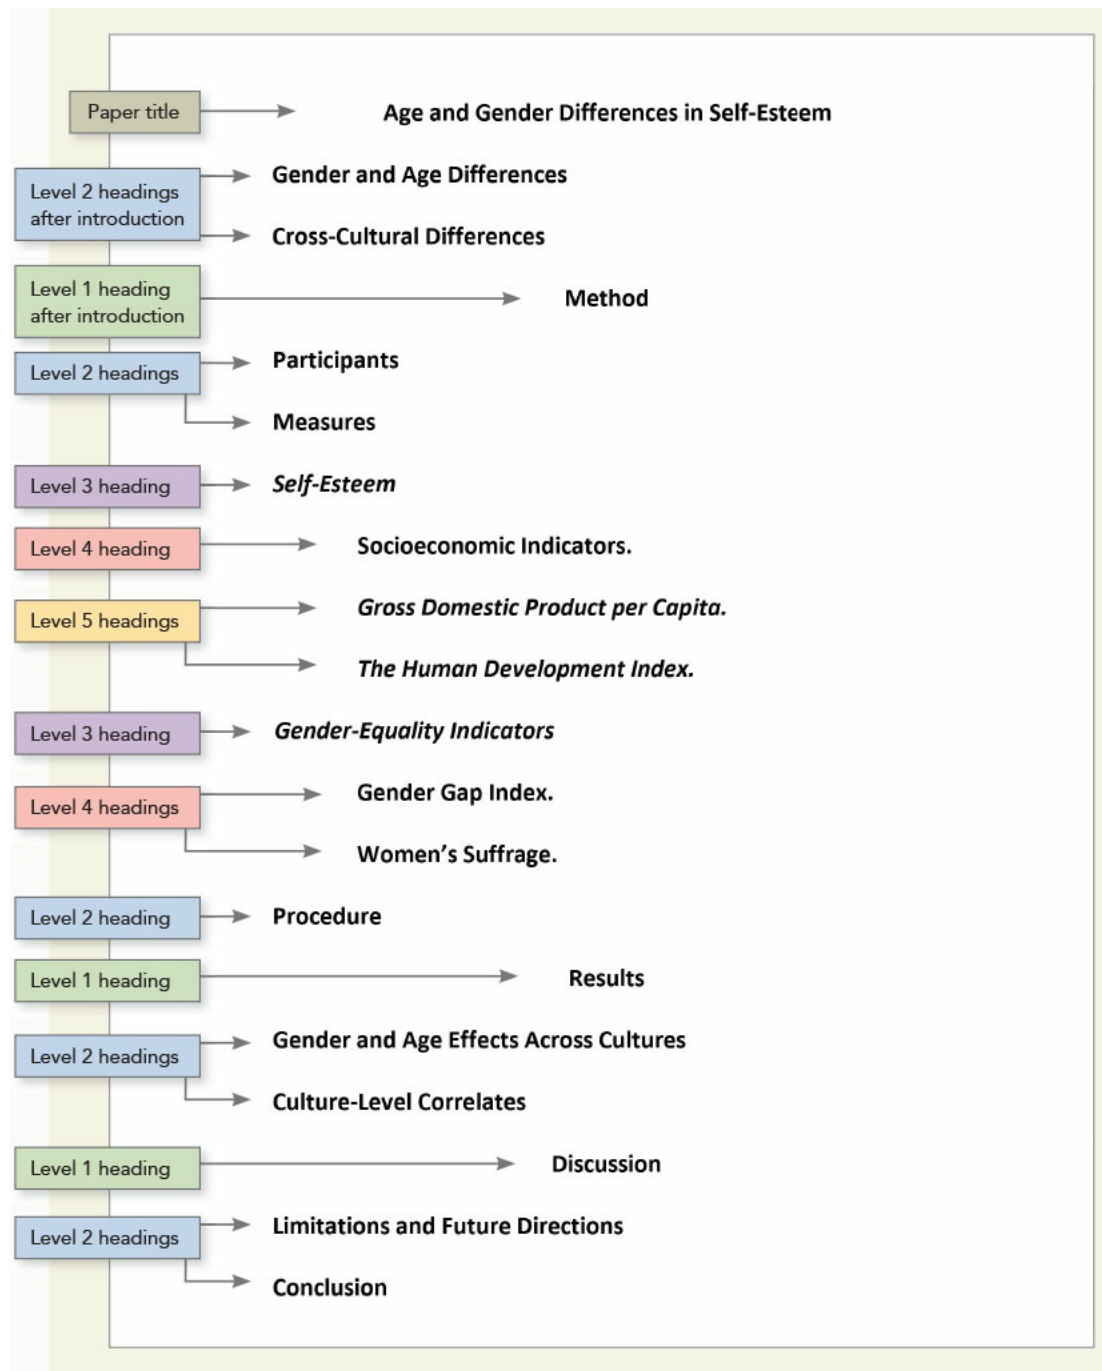 Paper title
Age and Gender Differences in Self-Esteem
Level 2 headings
after introduction
Gender and Age Differences
Cross-Cultural Differences
Level 1 heading
after introduction
Method
Level 2 headings
Participants
Measures
Level 3 heading
Self-Esteem
Level 4 heading
Socioeconomic Indicators.
Level 5 headings
Gross Domestic Product per Capita.
The Human Development Index.
Level 3 heading
Gender-Equality Indicators
Level 4 headings
Gender Gap Index.
Women’s Suffrage.
Level 2 heading
Procedure
Level 1 heading
Results
Level 2 headings
Gender and Age Effects Across Cultures
Culture-Level Correlates
Level 1 heading
Discussion
Level 2 headings
Limitations and Future Directions
Conclusion